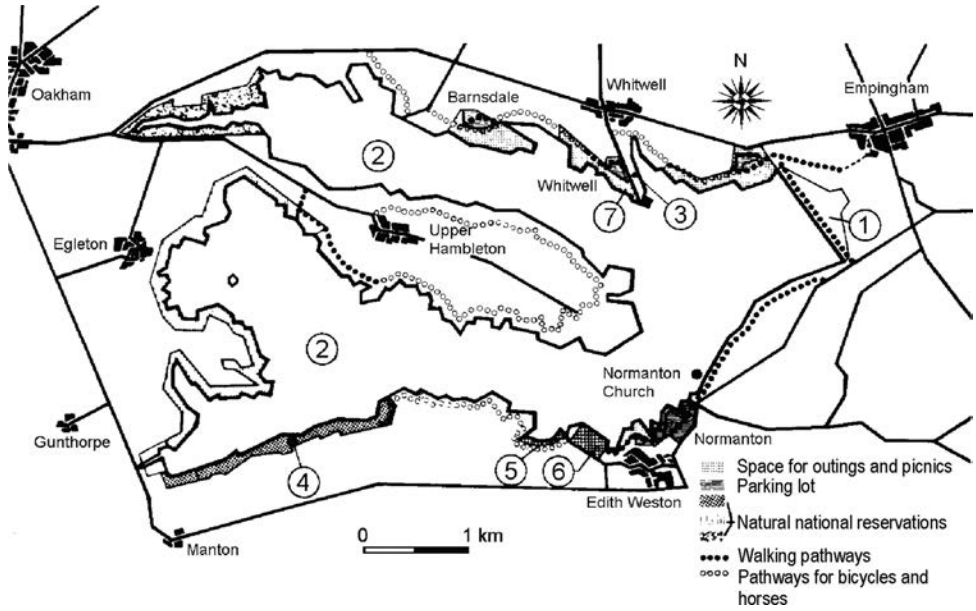 N
Oakham
Barnsdale
Whitwell
Empingham
2
Whitwell
7
3
1
Egleton
Upper
Hambleton
2
Normanton
Church
Gunthorpe
Normanton
4
5
6
Edith Weston
Manton
0
1 km
Space for outings and picnics
Parking lot
Natural national reservations
Walking pathways
Pathways for bicycles and
horses